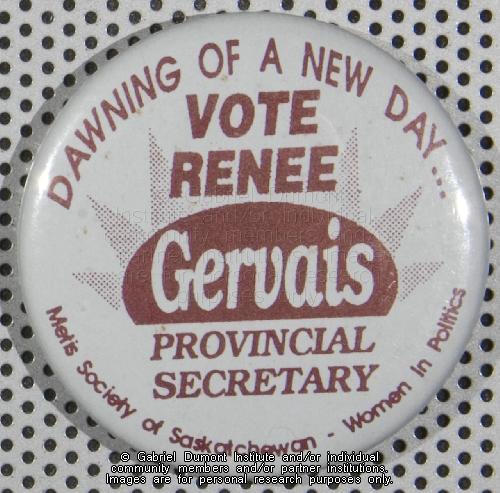 DAWNING OF A NEW DAY...
VOTE
RENEE
Gervais
PROVINCIAL
SECRETARY
Metis Society of Saskatchewan - Women In Politics
© Gabriel Dumont Institute and/or individual
community members and/or partner institutions.
Images are for personal research purposes only.